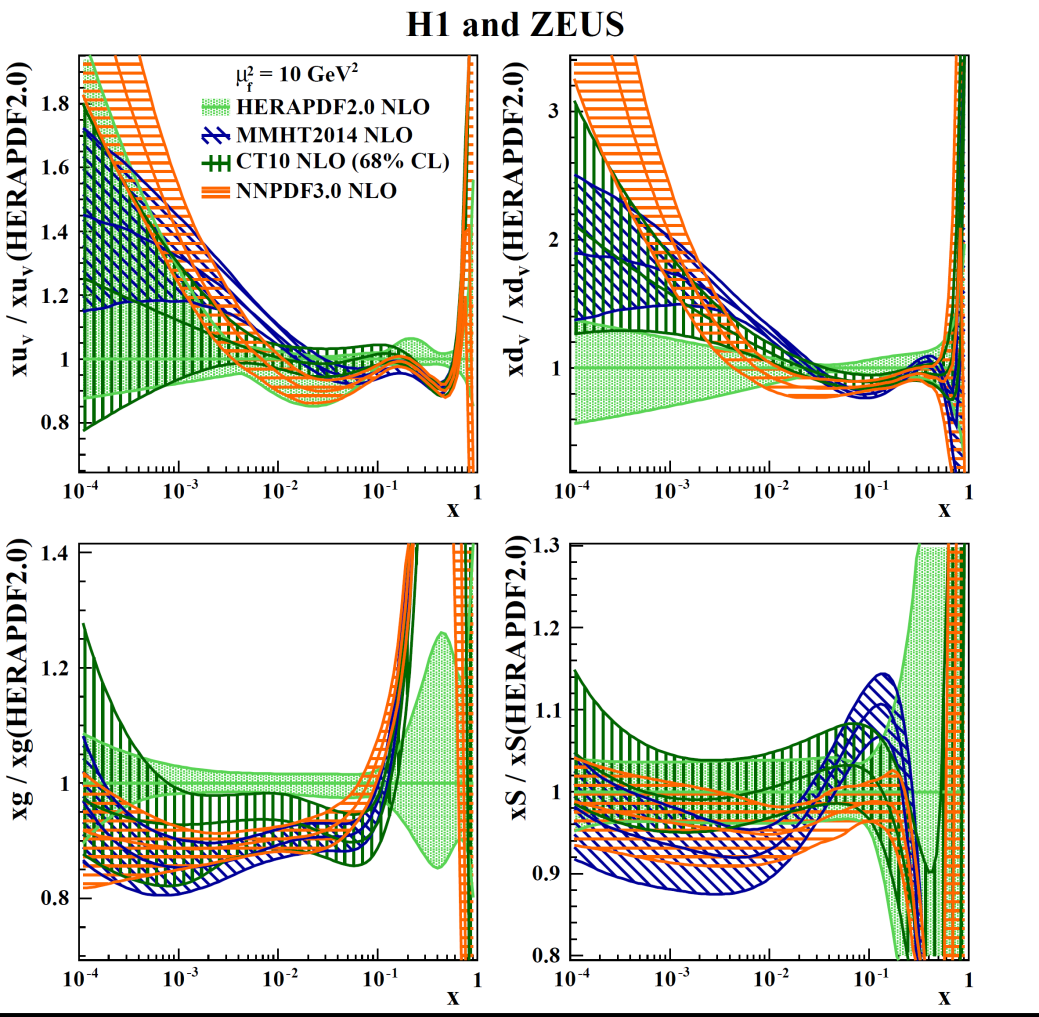 H1 and ZEUS
xu_v / xu_v(HERAPDF2.0)
μ_f^2 = 10 GeV^2
HERAPDF2.0 NLO
MMHT2014 NLO
CT10 NLO (68% CL)
NNPDF3.0 NLO
1.8
1.6
1.4
1.2
1
0.8
10^-4 10^-3 10^-2 10^-1 1
x
xd_v / xd_v(HERAPDF2.0)
3
2
1
10^-4 10^-3 10^-2 10^-1 1
x
xg / xg(HERAPDF2.0)
1.4
1.2
1
0.8
10^-4 10^-3 10^-2 10^-1 1
x
xS / xS(HERAPDF2.0)
1.3
1.2
1.1
1
0.9
0.8
10^-4 10^-3 10^-2 10^-1 1
x